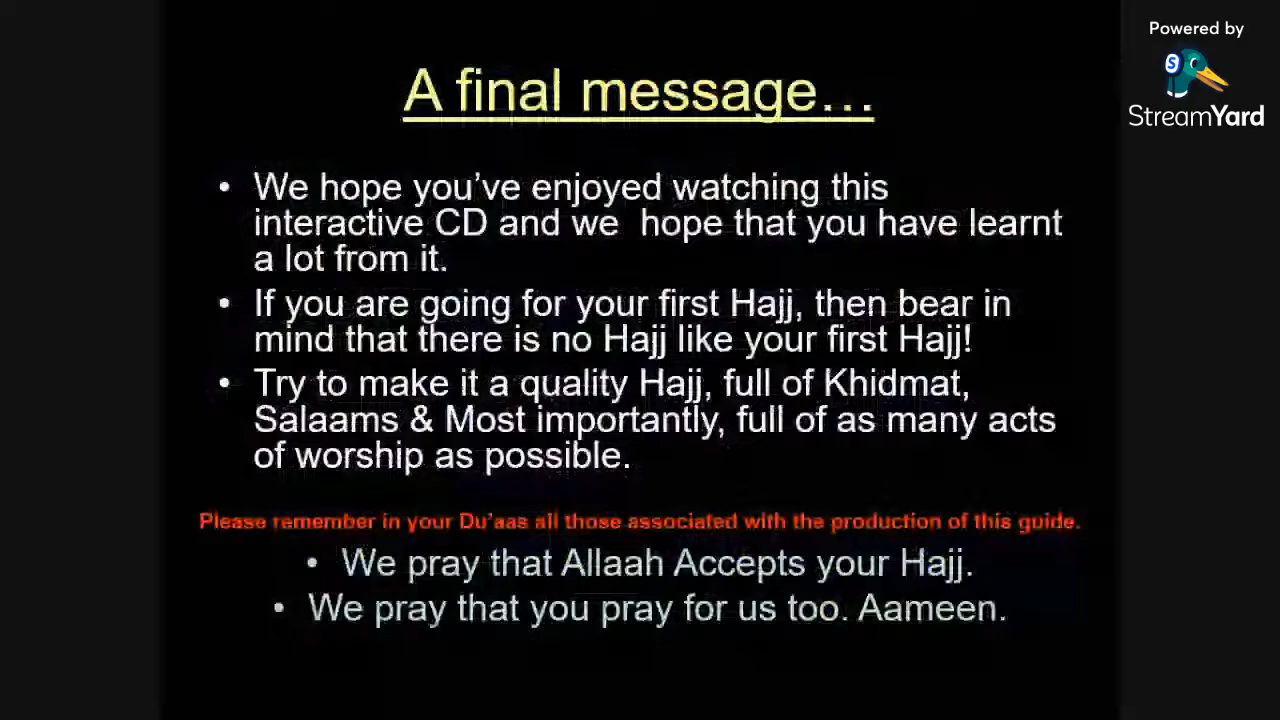 Powered by
StreamYard
A final message…
• We hope you’ve enjoyed watching this
interactive CD and we  hope that you have learnt
a lot from it.
• If you are going for your first Hajj, then bear in
mind that there is no Hajj like your first Hajj!
• Try to make it a quality Hajj, full of Khidmat,
Salaams & Most importantly, full of as many acts
of worship as possible.
Please remember in your Du’aas all those associated with the production of this guide.
• We pray that Allaah Accepts your Hajj.
• We pray that you pray for us too. Aameen.